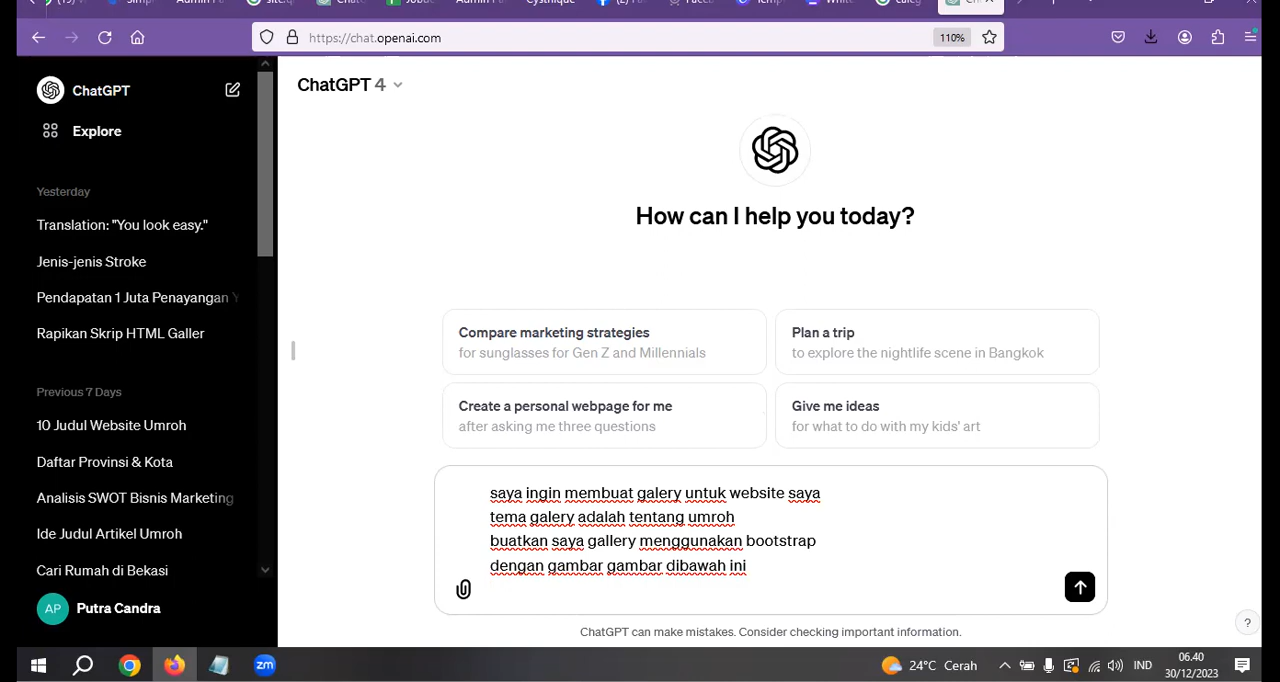 https://chat.openai.com
110%
ChatGPT
Explore
Yesterday
Translation: "You look easy."
Jenis-jenis Stroke
Pendapatan 1 Juta Penayangan
Rapikan Skrip HTML Galler
Previous 7 Days
10 Judul Website Umroh
Daftar Provinsi & Kota
Analisis SWOT Bisnis Marketing
Ide Judul Artikel Umroh
Cari Rumah di Bekasi
AP Putra Candra
ChatGPT 4
How can I help you today?
Compare marketing strategies
for sunglasses for Gen Z and Millennials
Plan a trip
to explore the nightlife scene in Bangkok
Create a personal webpage for me
after asking me three questions
Give me ideas
for what to do with my kids' art
saya ingin membuat galery untuk website saya
tema galery adalah tentang umroh
buatkan saya gallery menggunakan bootstrap
dengan gambar gambar dibawah ini
ChatGPT can make mistakes. Consider checking important information.
?
zm
24°C Cerah
IND
06.40
30/12/2023